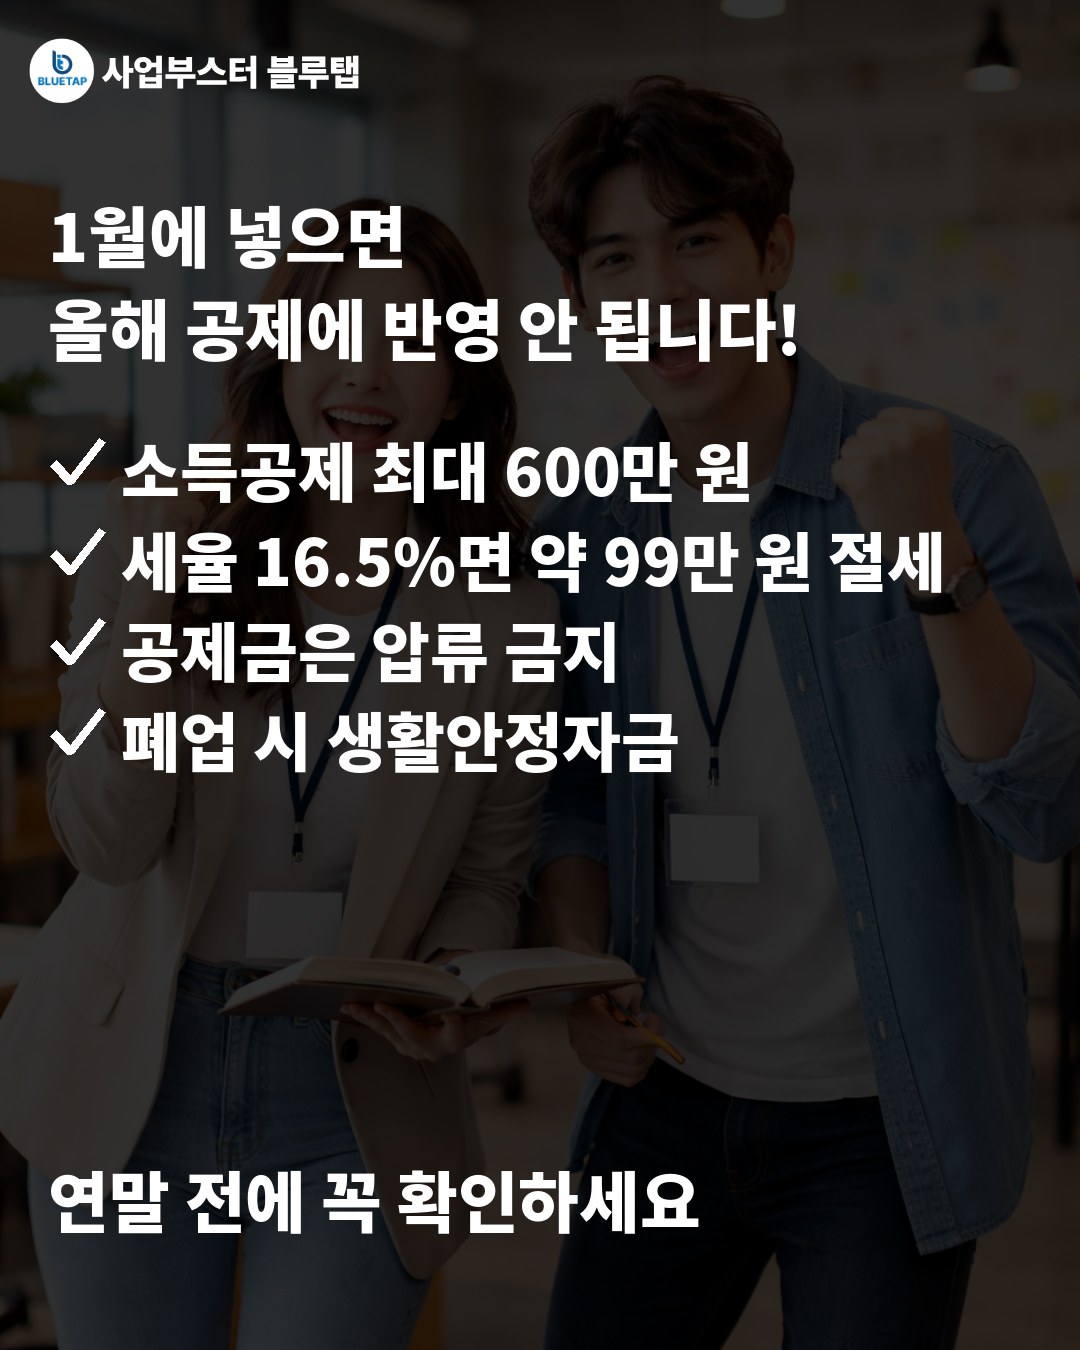 BLUETAP 사업부스터 블루탭
1월에 넣으면
올해 공제에 반영 안 됩니다!
✓ 소득공제 최대 600만 원
✓ 세율 16.5%면 약 99만 원 절세
✓ 공제금은 압류 금지
✓ 폐업 시 생활안정자금
연말 전에 꼭 확인하세요